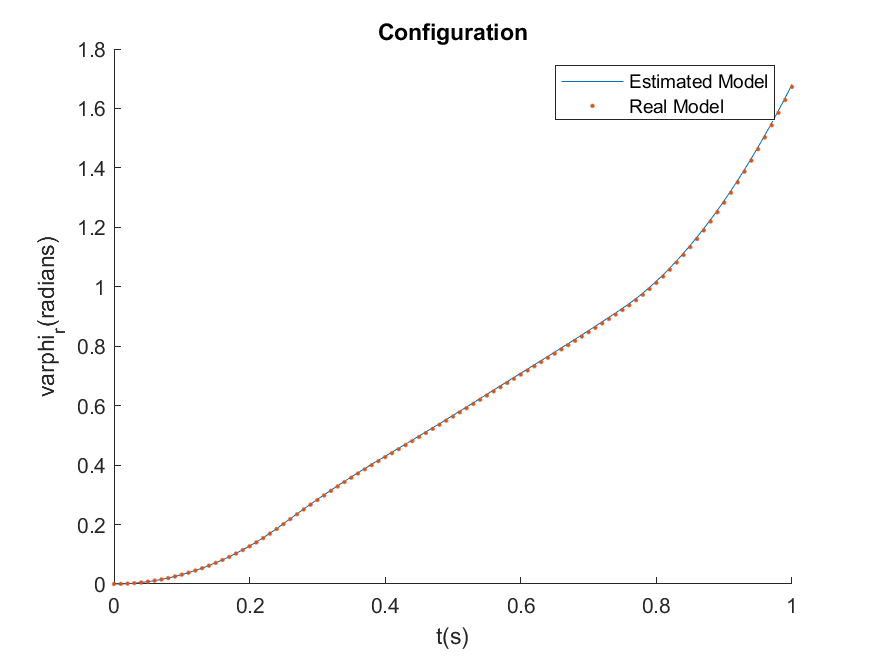 Configuration
1.8
1.6
1.4
1.2
1
0.8
0.6
0.4
0.2
0
varphi_r(radians)
Estimated Model
Real Model
0 0.2 0.4 0.6 0.8 1
t(s)